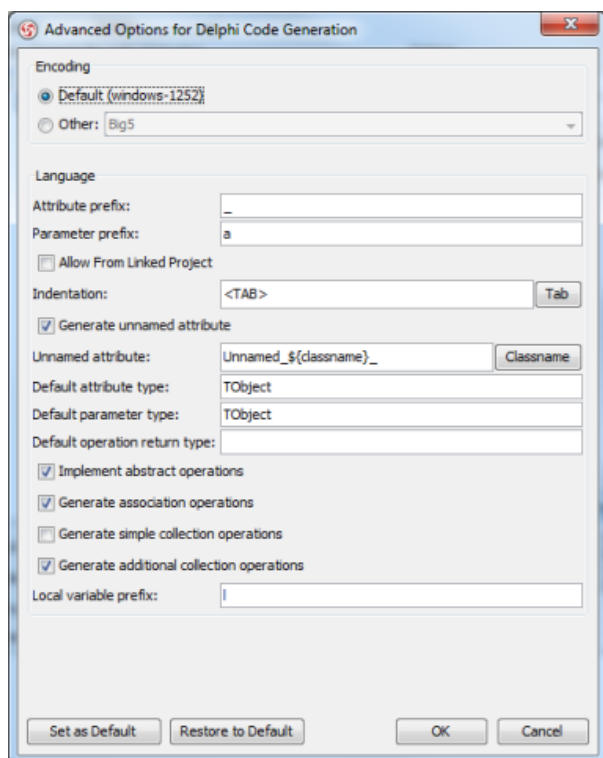 Advanced Options for Delphi Code Generation
Encoding
Default (windows-1252)
Other: Big5
Language
Attribute prefix: _
Parameter prefix: a
Allow From Linked Project
Indentation: <TAB> Tab
Generate unnamed attribute
Unnamed attribute: Unnamed_${classname}_ Classname
Default attribute type: TObject
Default parameter type: TObject
Default operation return type:
Implement abstract operations
Generate association operations
Generate simple collection operations
Generate additional collection operations
Local variable prefix: l
Set as Default Restore to Default OK Cancel